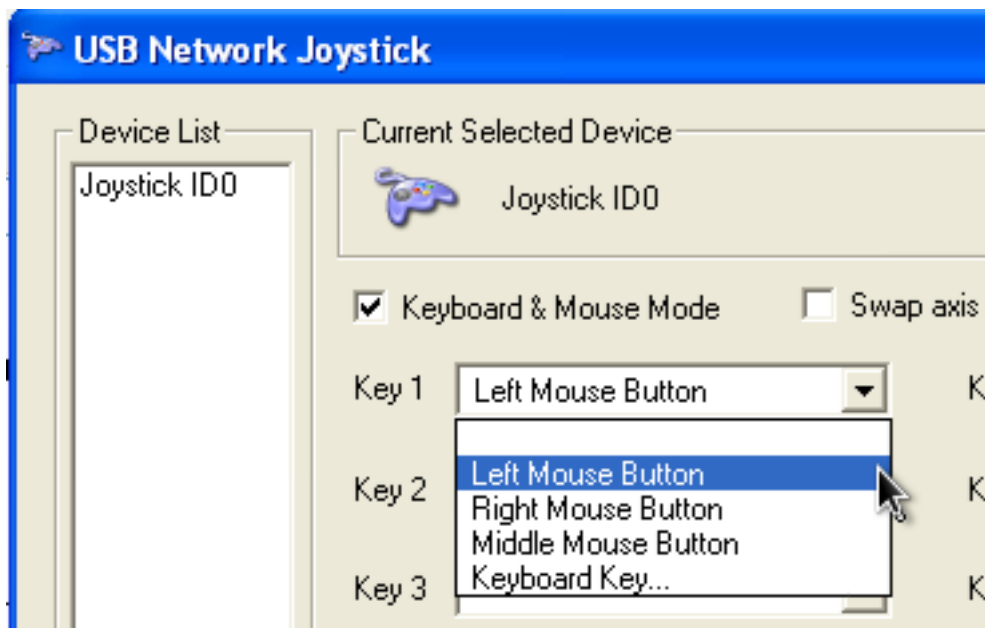 USB Network Joystick
Device List
Joystick ID0
Current Selected Device
Joystick ID0
Keyboard & Mouse Mode
Swap axis
Key 1
Left Mouse Button
K
Left Mouse Button
Key 2
Right Mouse Button
K
Middle Mouse Button
Keyboard Key...
Key 3
K